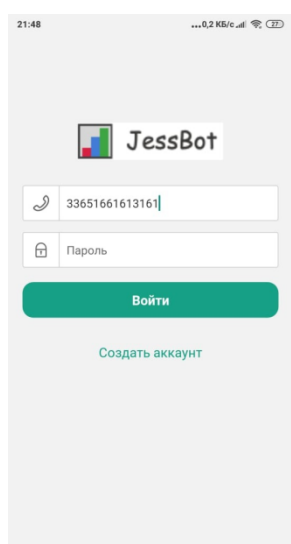 21:48 ...0,2 КБ/с 27
JessBot
33651661613161
Пароль
Войти
Создать аккаунт